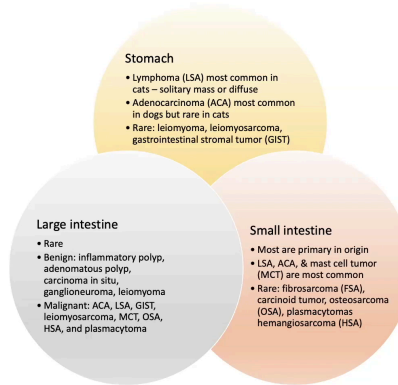 Stomach
• Lymphoma (LSA) most common in
cats – solitary mass or diffuse
• Adenocarcinoma (ACA) most common
in dogs but rare in cats
• Rare: leiomyoma, leiomyosarcoma,
gastrointestinal stromal tumor (GIST)
Large intestine
• Rare
• Benign: inflammatory polyp,
adenomatous polyp,
carcinoma in situ,
ganglioneuroma, leiomyoma
• Malignant: ACA, LSA, GIST,
leiomyosarcoma, MCT, OSA,
HSA, and plasmacytoma
Small intestine
• Most are primary in origin
• LSA, ACA, & mast cell tumor
(MCT) are most common
• Rare: fibrosarcoma (FSA),
carcinoid tumor, osteosarcoma
(OSA), plasmacytomas
hemangiosarcoma (HSA)